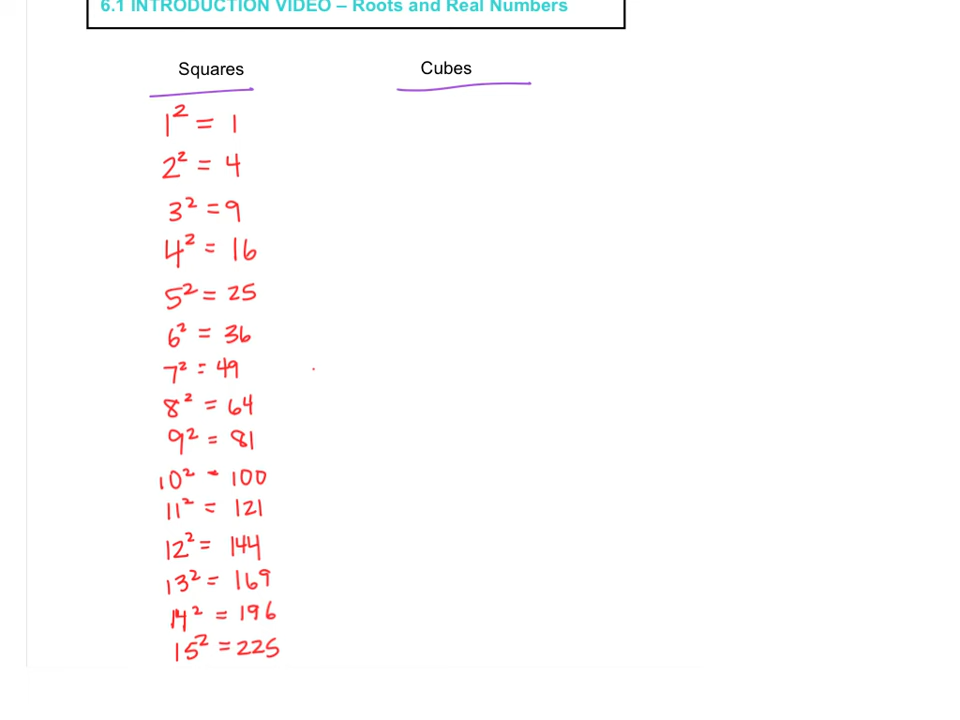 6.1 INTRODUCTION VIDEO – Roots and Real Numbers
Squares Cubes
1² = 1
2² = 4
3² = 9
4² = 16
5² = 25
6² = 36
7² = 49
8² = 64
9² = 81
10² = 100
11² = 121
12² = 144
13² = 169
14² = 196
15² = 225